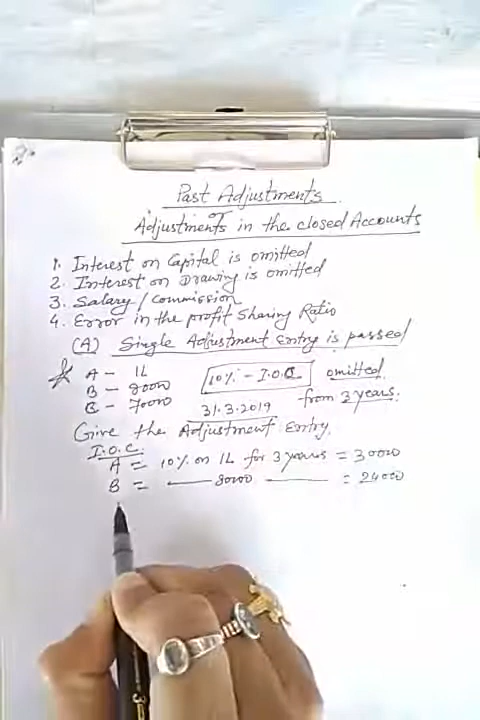 Past Adjustments
Adjustments in the closed Accounts
1. Interest on Capital is omitted
2. Interest on Drawing is omitted
3. Salary / commission
4. Error in the profit Sharing Ratio
(A) Single Adjustment Entry is passed
A - 1L
B - 80000
C - 70000
10% - I.O.C. omitted
31.3.2019 from 3 years.
Give the Adjustment Entry.
I.O.C.
A = 10% on 1L for 3 years = 30000
B = —— 80000 —— = 24000